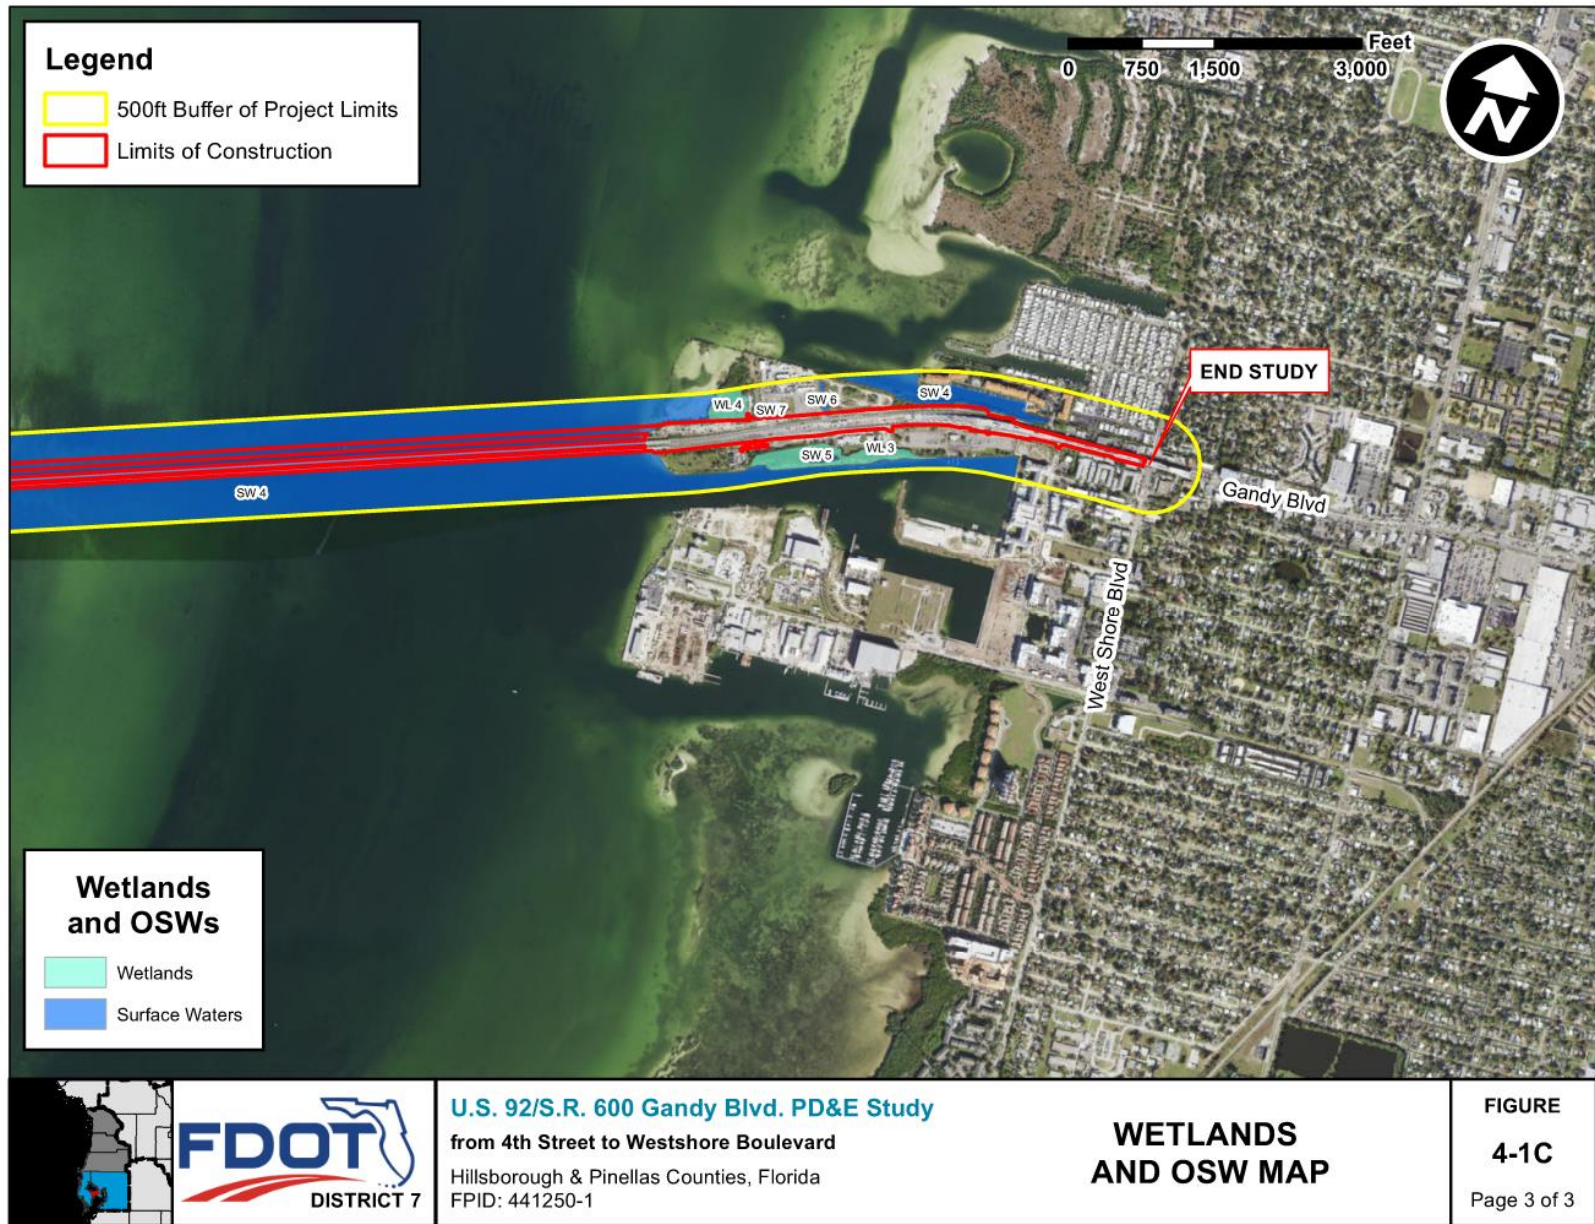 Legend
500ft Buffer of Project Limits
Limits of Construction
Feet
0 750 1,500 3,000
N
END STUDY
WL 4
SW 7
SW 6
SW 4
SW 5
WL 3
SW 4
Gandy Blvd
West Shore Blvd
Wetlands
and OSWs
Wetlands
Surface Waters
FDOT
DISTRICT 7
U.S. 92/S.R. 600 Gandy Blvd. PD&E Study
from 4th Street to Westshore Boulevard
Hillsborough & Pinellas Counties, Florida
FPID: 441250-1
WETLANDS
AND OSW MAP
FIGURE
4-1C
Page 3 of 3